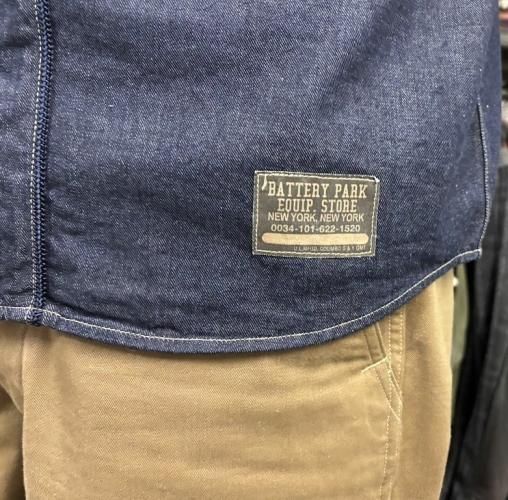 BATTERY PARK
EQUIP. STORE
NEW YORK, NEW YORK
0034-101-622-1520